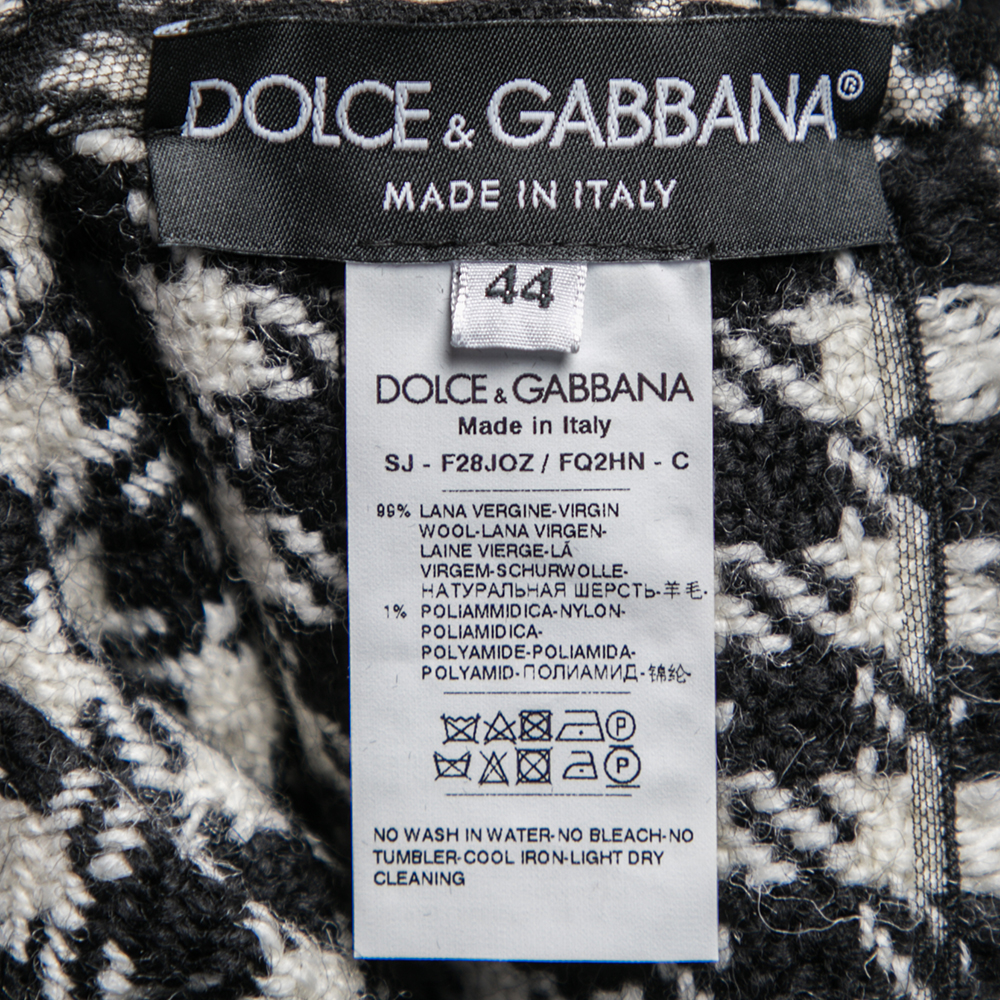 DOLCE & GABBANA®
MADE IN ITALY
44
DOLCE & GABBANA
Made in Italy
SJ - F28JOZ / FQ2HN - C
99% LANA VERGINE-VIRGIN
WOOL-LANA VIRGEN-
LAINE VIERGE-LÃ
VIRGEM-SCHURWOLLE-
НАТУРАЛЬНАЯ ШЕРСТЬ-羊毛-
1% POLIAMMIDICA-NYLON-
POLIAMIDICA-
POLYAMIDE-POLIAMIDA-
POLYAMID-ПОЛИАМИД-锦纶-
P
P
NO WASH IN WATER-NO BLEACH-NO
TUMBLER-COOL IRON-LIGHT DRY
CLEANING